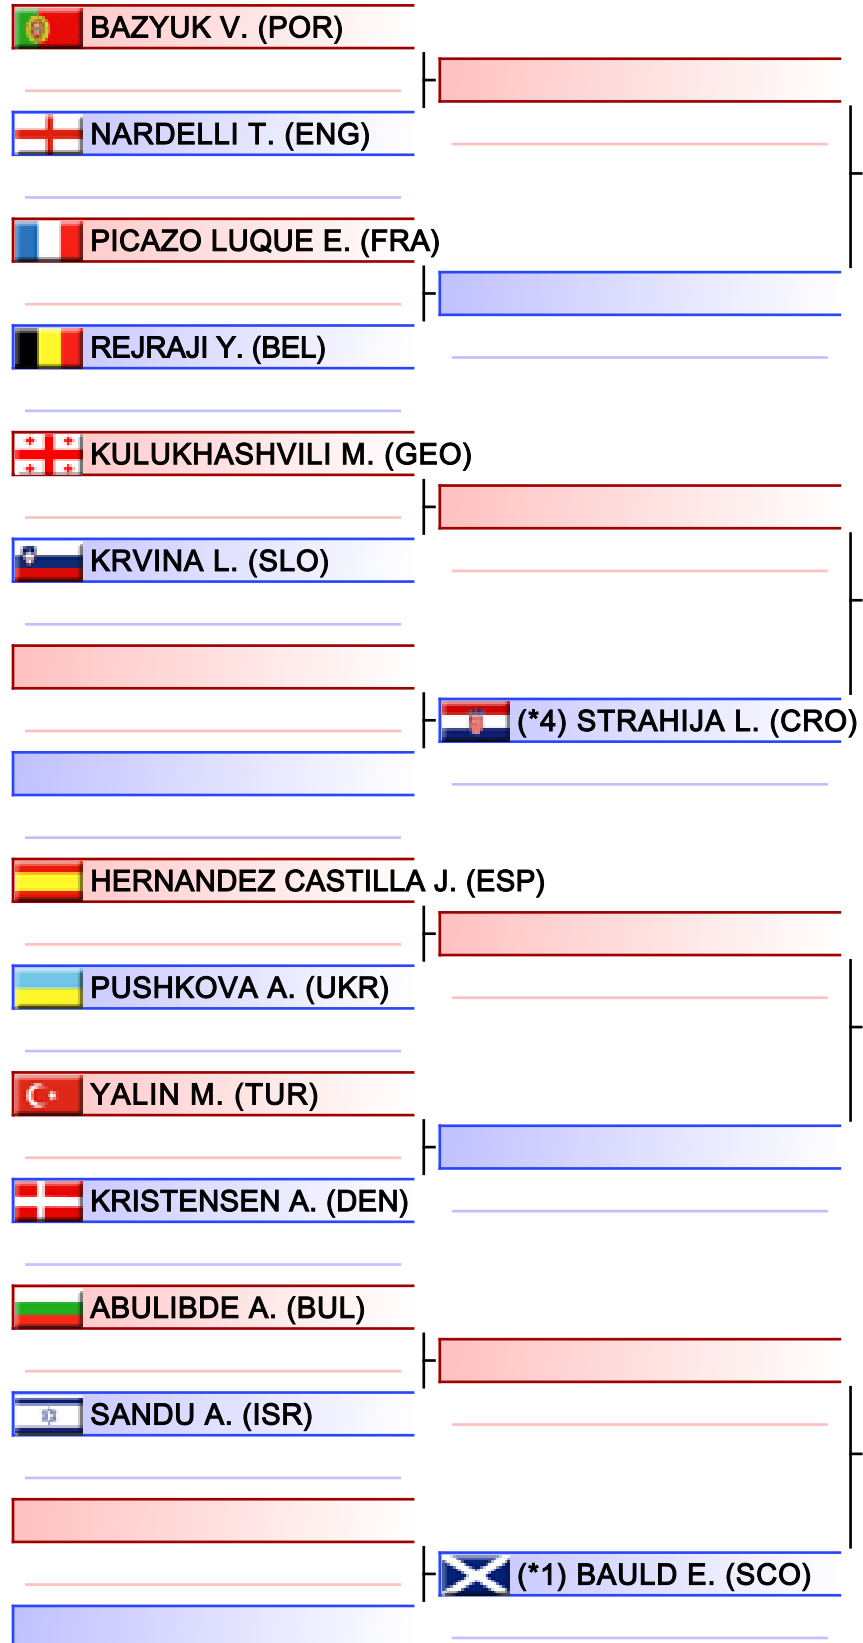 BAZYUK V. (POR)
NARDELLI T. (ENG)
PICAZO LUQUE E. (FRA)
REJRAJI Y. (BEL)
KULUKHASHVILI M. (GEO)
KRVINA L. (SLO)
(*4) STRAHIJA L. (CRO)
HERNANDEZ CASTILLA J. (ESP)
PUSHKOVA A. (UKR)
YALIN M. (TUR)
KRISTENSEN A. (DEN)
ABULIBDE A. (BUL)
SANDU A. (ISR)
(*1) BAULD E. (SCO)